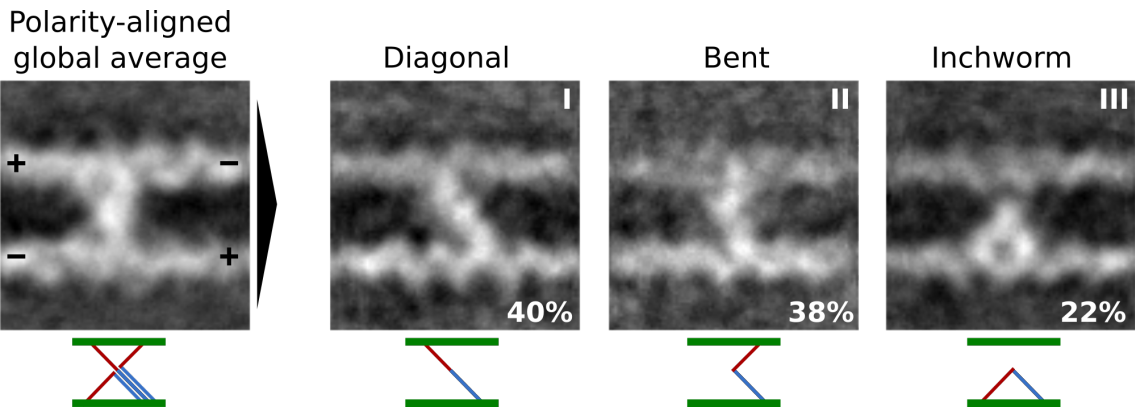 Polarity-aligned
global average
Diagonal
Bent
Inchworm
I
II
III
+
−
−
+
40%
38%
22%